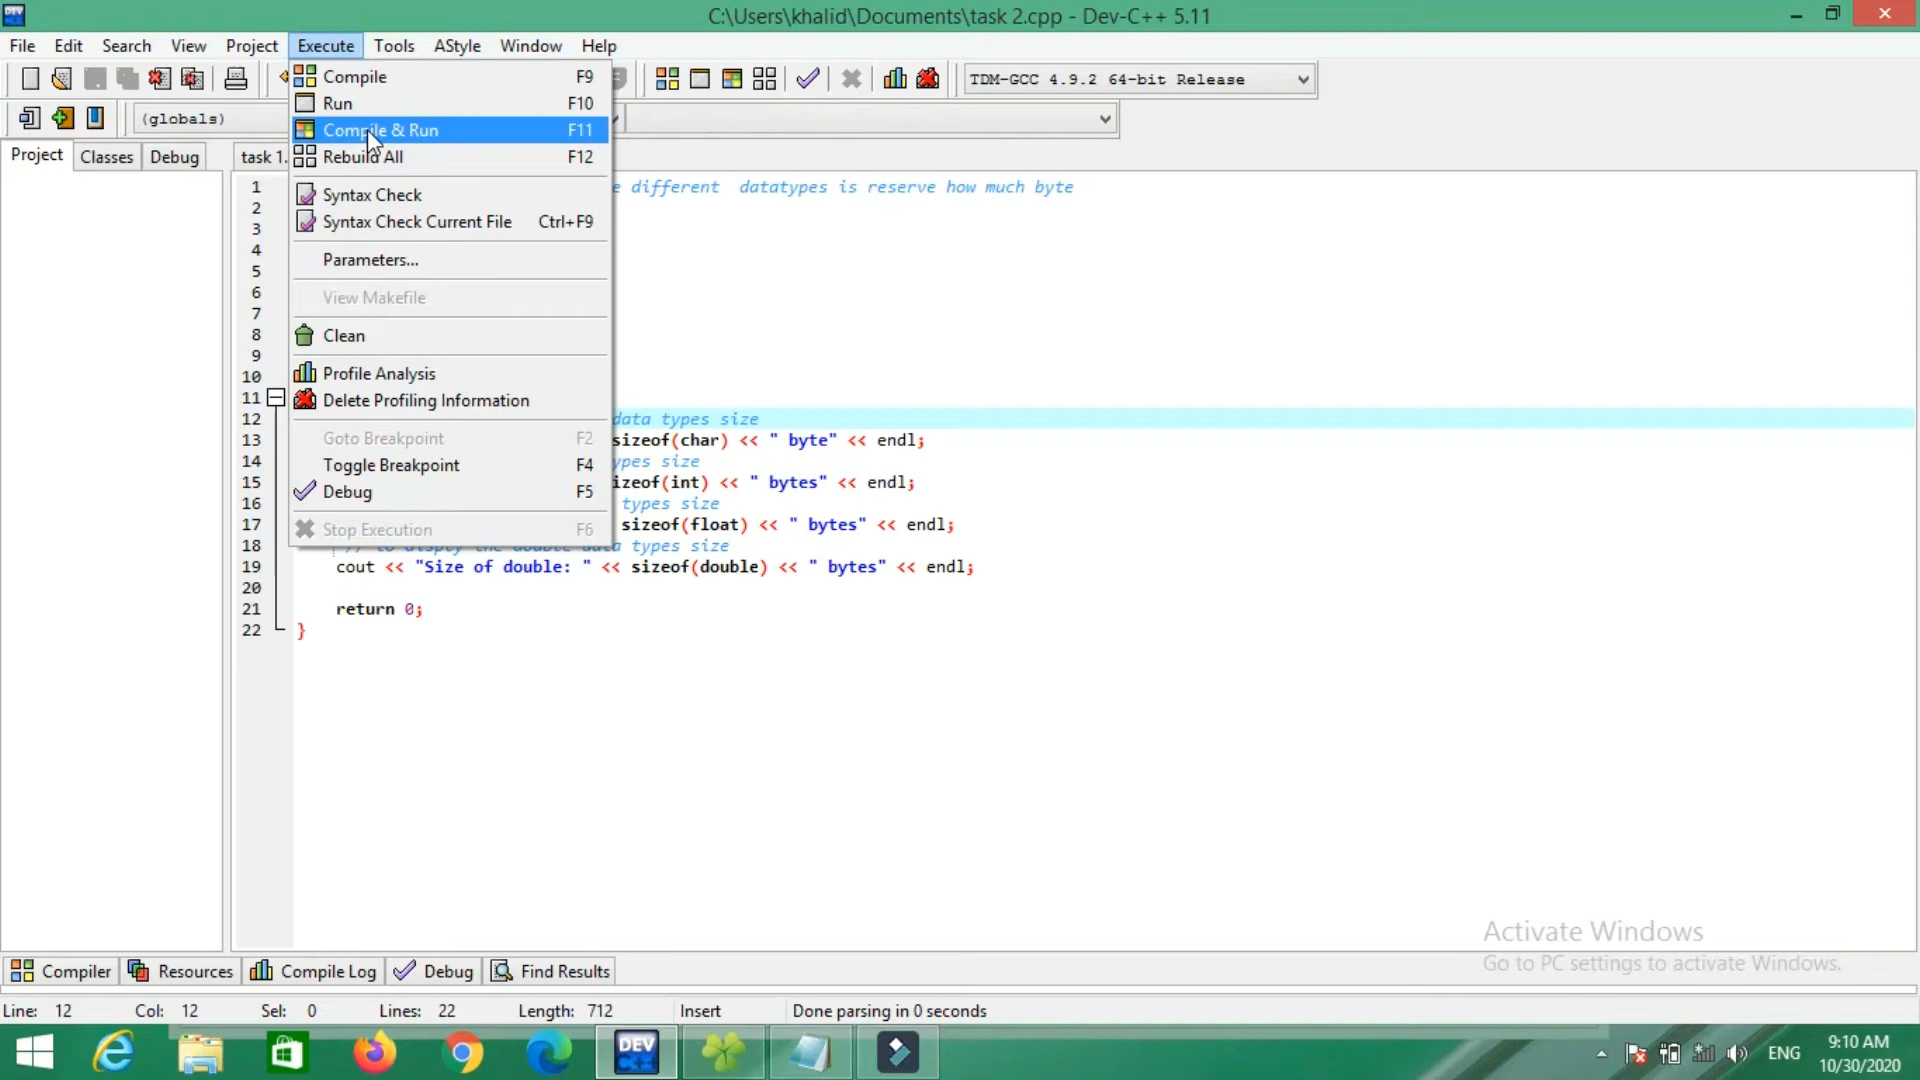 C:\Users\khalid\Documents\task 2.cpp - Dev-C++ 5.11
File Edit Search View Project Execute Tools AStyle Window Help
Compile F9
TDM-GCC 4.9.2 64-bit Release
Run F10
(globals)
Compile & Run F11
Rebuild All F12
Project Classes Debug task 1.
Syntax Check
Syntax Check Current File Ctrl+F9
Parameters...
View Makefile
Clean
Profile Analysis
Delete Profiling Information
Goto Breakpoint F2
Toggle Breakpoint F4
Debug F5
Stop Execution F6
1 e different datatypes is reserve how much byte
2
3
4
5
6
7
8
9
10
11
12 data types size
13 sizeof(char) << " byte" << endl;
14 ypes size
15 izeof(int) << " bytes" << endl;
16 types size
17 sizeof(float) << " bytes" << endl;
18 types size
19 cout << "Size of double: " << sizeof(double) << " bytes" << endl;
20
21 return 0;
22 }
Activate Windows
Go to PC settings to activate Windows.
Compiler Resources Compile Log Debug Find Results
Line: 12 Col: 12 Sel: 0 Lines: 22 Length: 712 Insert Done parsing in 0 seconds
DEV C++
ENG
9:10 AM
10/30/2020